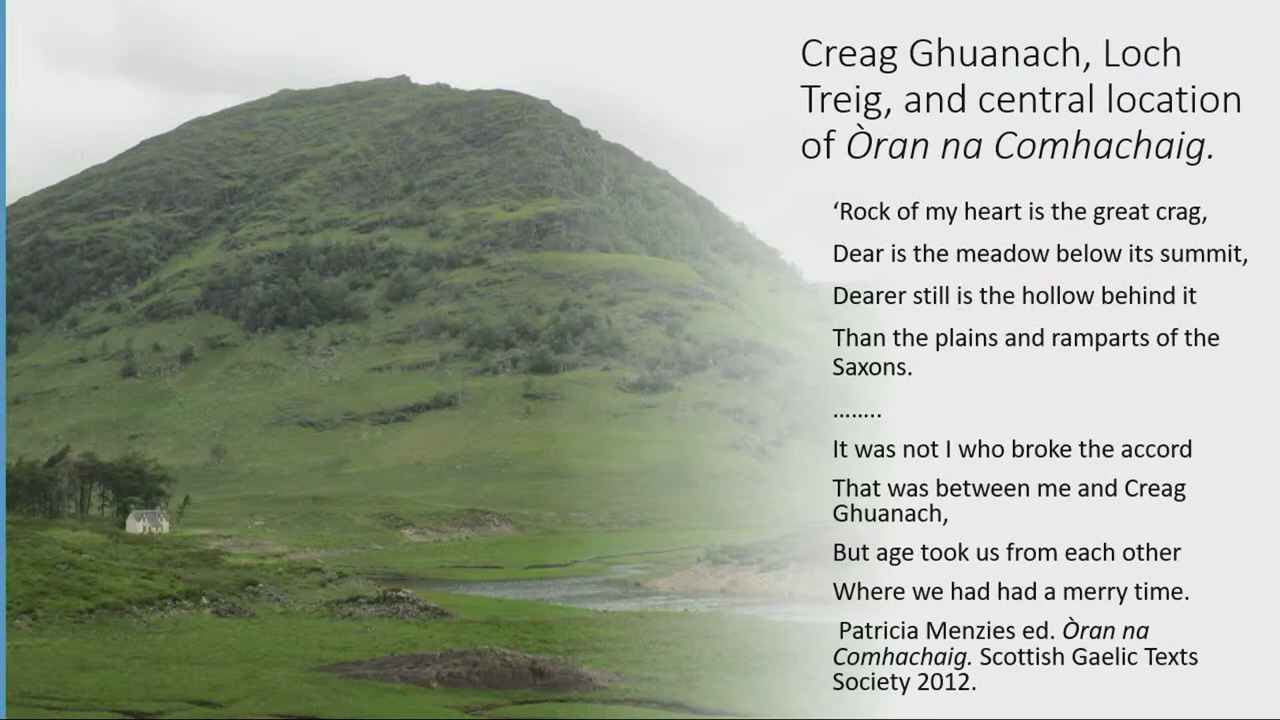 Creag Ghuanach, Loch
Treig, and central location
of Òran na Comhachaig.
‘Rock of my heart is the great crag,
Dear is the meadow below its summit,
Dearer still is the hollow behind it
Than the plains and ramparts of the
Saxons.
........
It was not I who broke the accord
That was between me and Creag
Ghuanach,
But age took us from each other
Where we had had a merry time.
Patricia Menzies ed. Òran na
Comhachaig. Scottish Gaelic Texts
Society 2012.